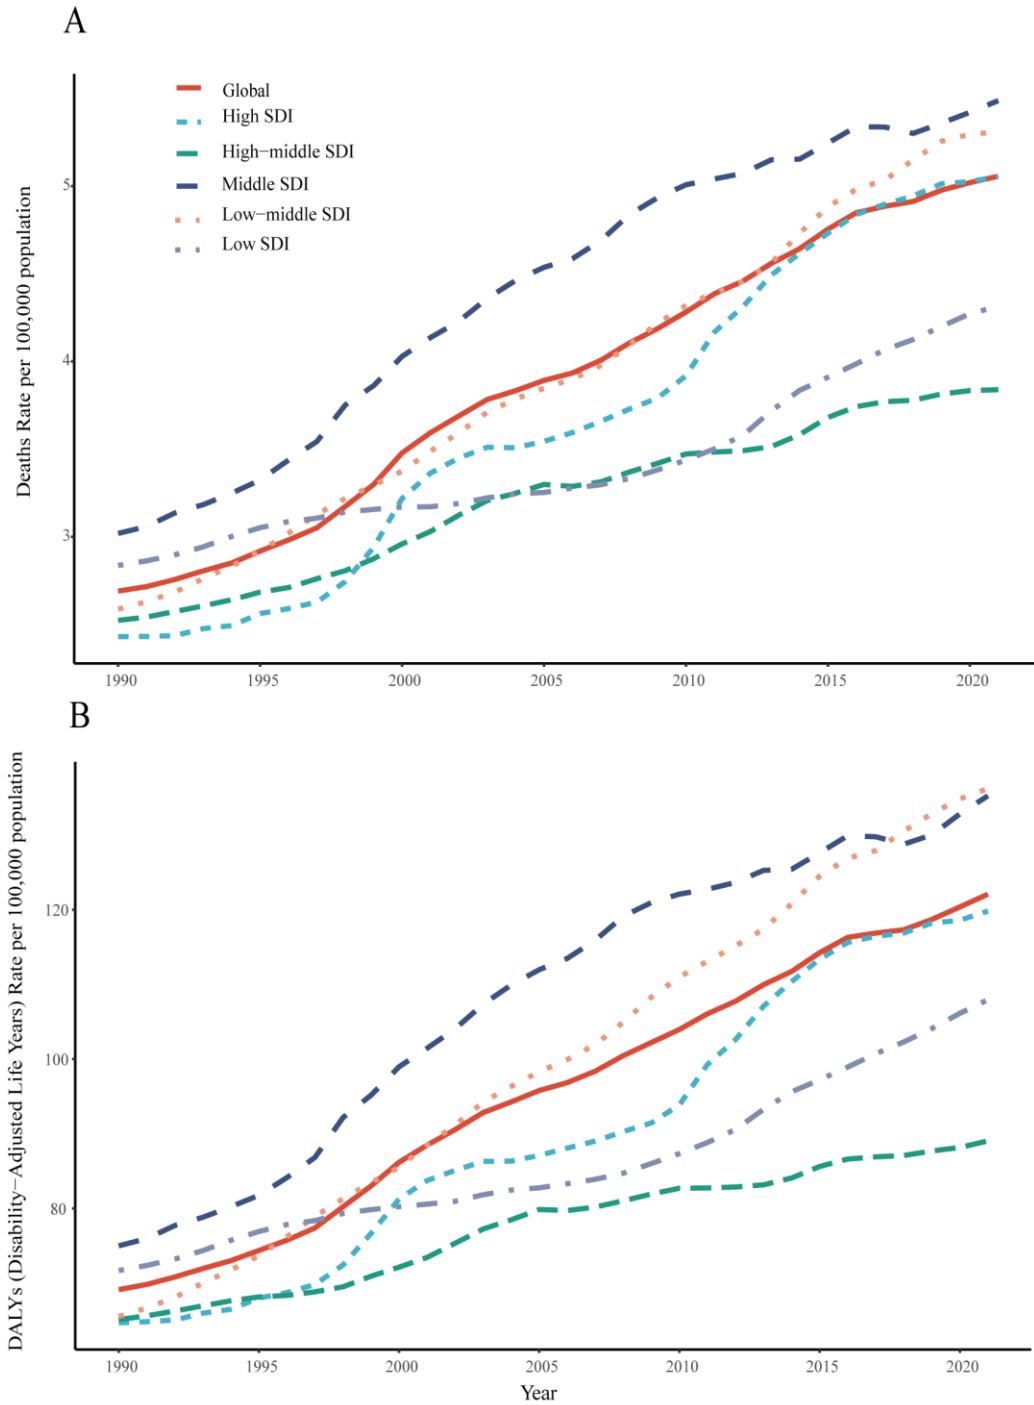 A
Deaths Rate per 100,000 population
5
4
3
Global
High SDI
High−middle SDI
Middle SDI
Low−middle SDI
Low SDI
1990 1995 2000 2005 2010 2015 2020
B
DALYs (Disability−Adjusted Life Years) Rate per 100,000 population
120
100
80
1990 1995 2000 2005 2010 2015 2020
Year